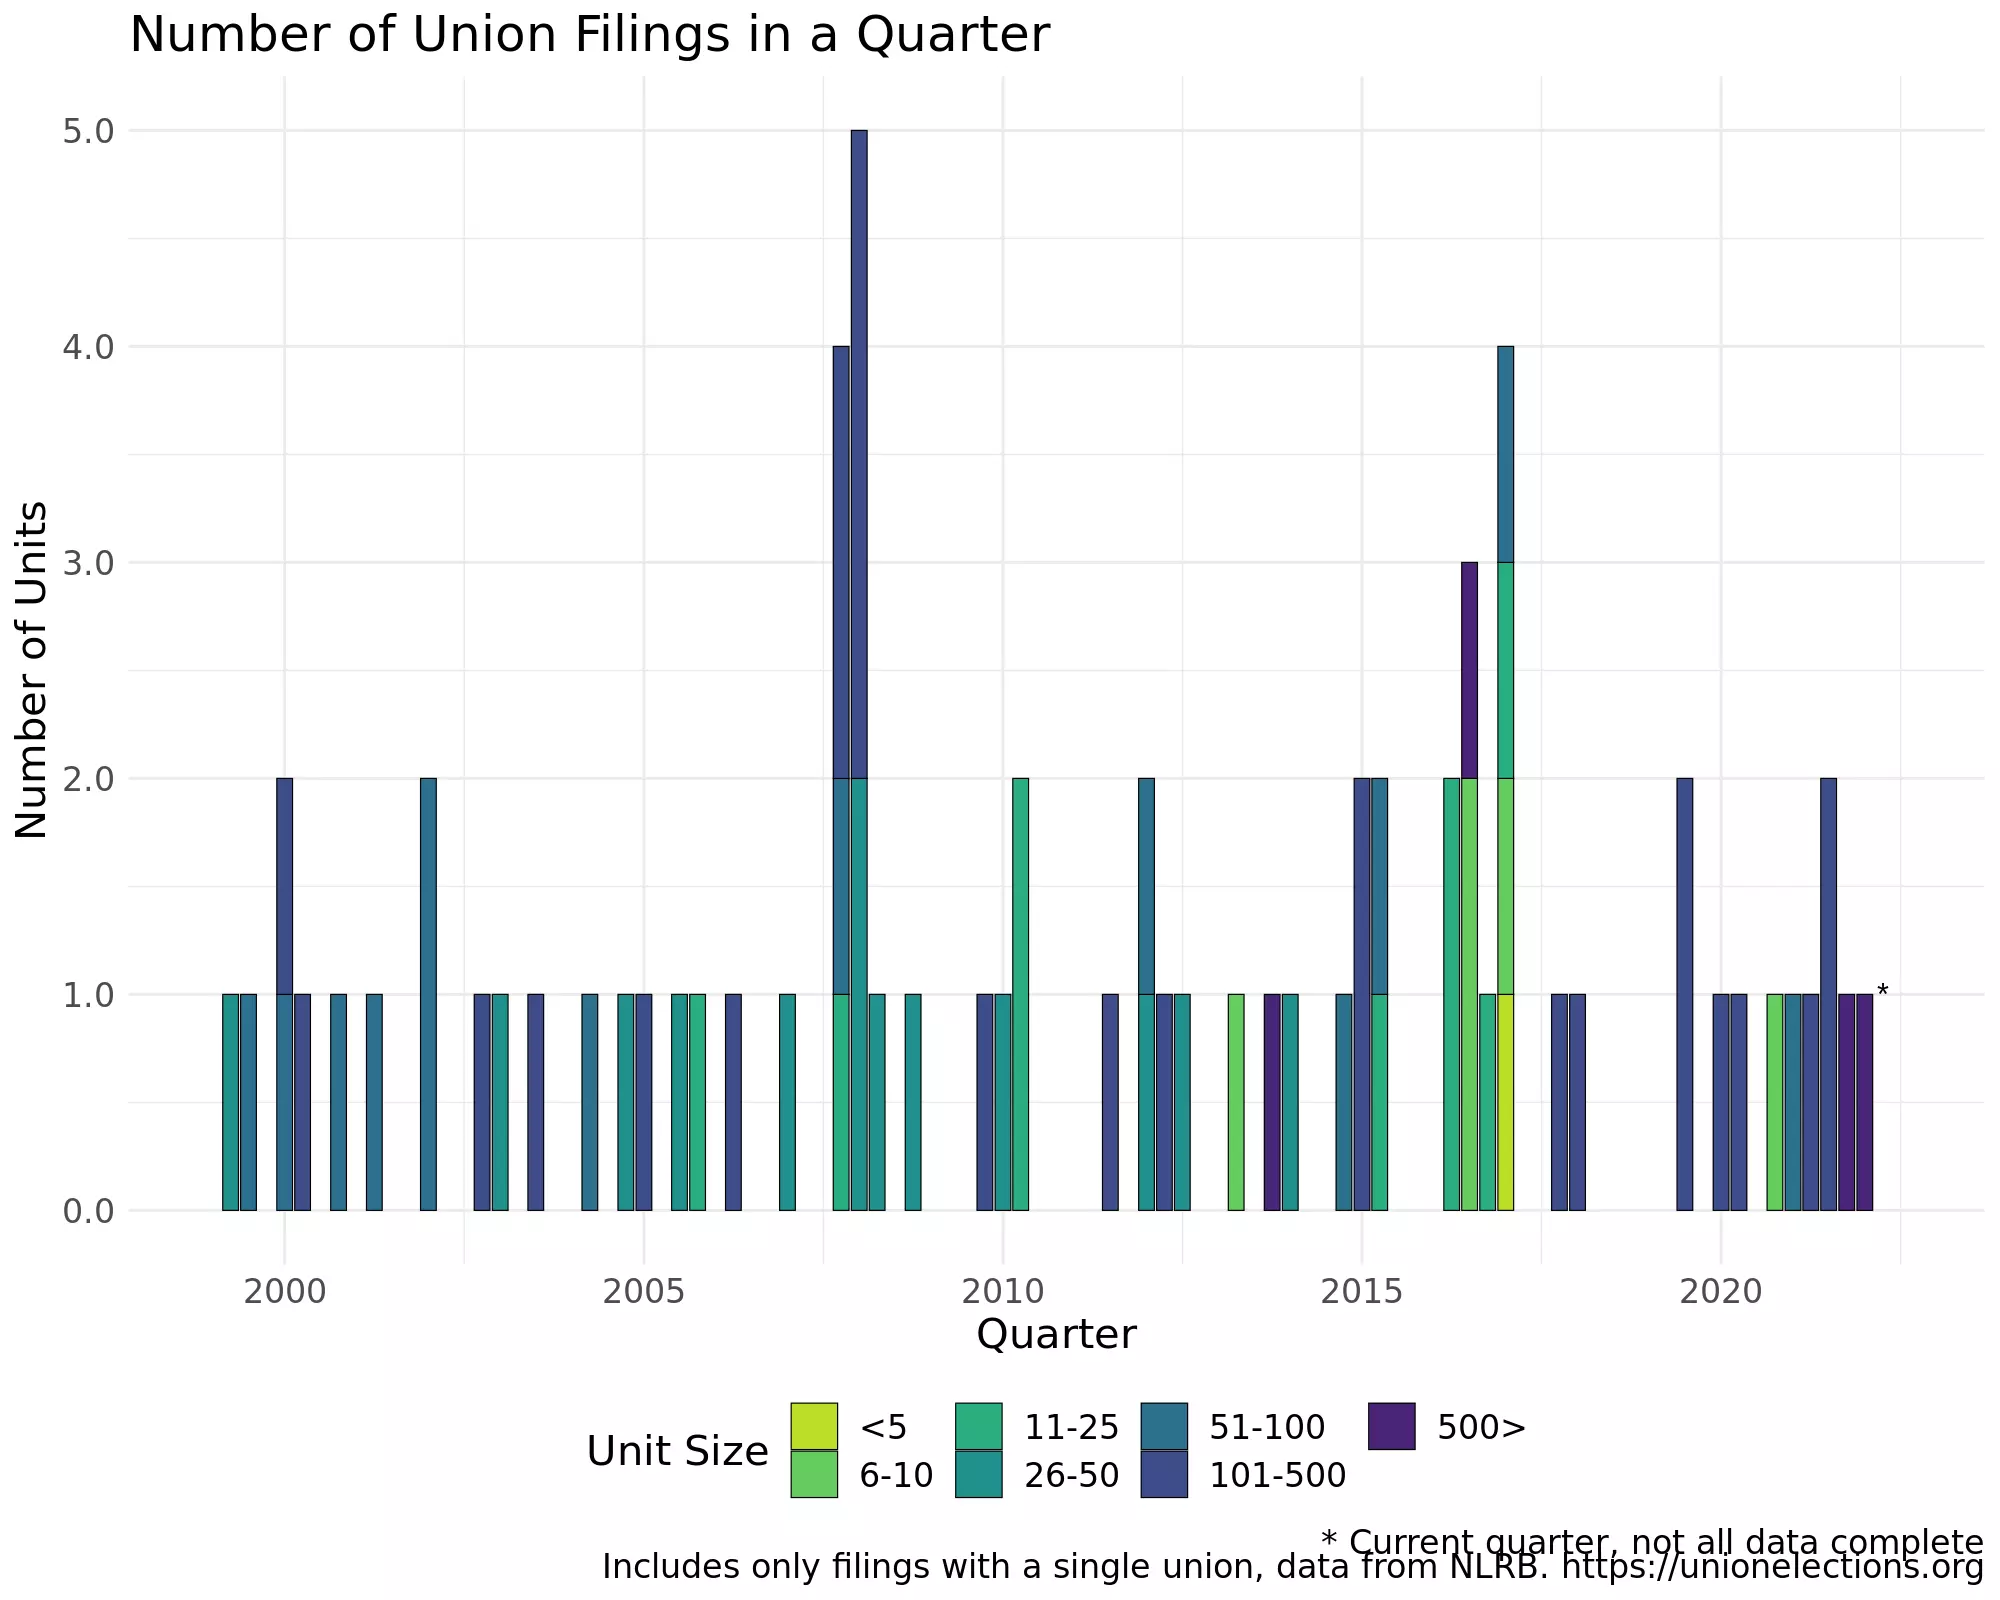 Number of Union Filings in a Quarter
5.0
4.0
3.0
2.0
1.0
0.0
Number of Units
*
2000 2005 2010 2015 2020
Quarter
Unit Size
<5 11-25 51-100 500>
6-10 26-50 101-500
* Current quarter, not all data complete
Includes only filings with a single union, data from NLRB. https://unionelections.org